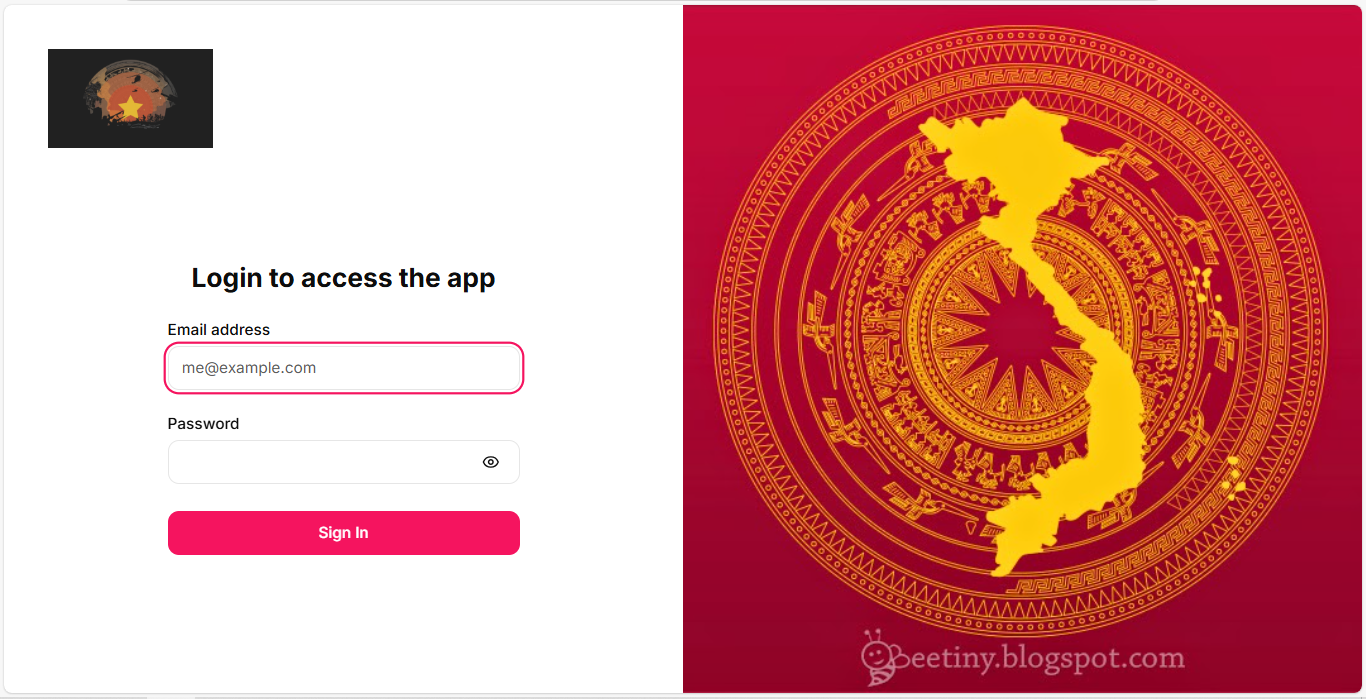 Login to access the app
Email address
me@example.com
Password
Sign In
Beetiny.blogspot.com